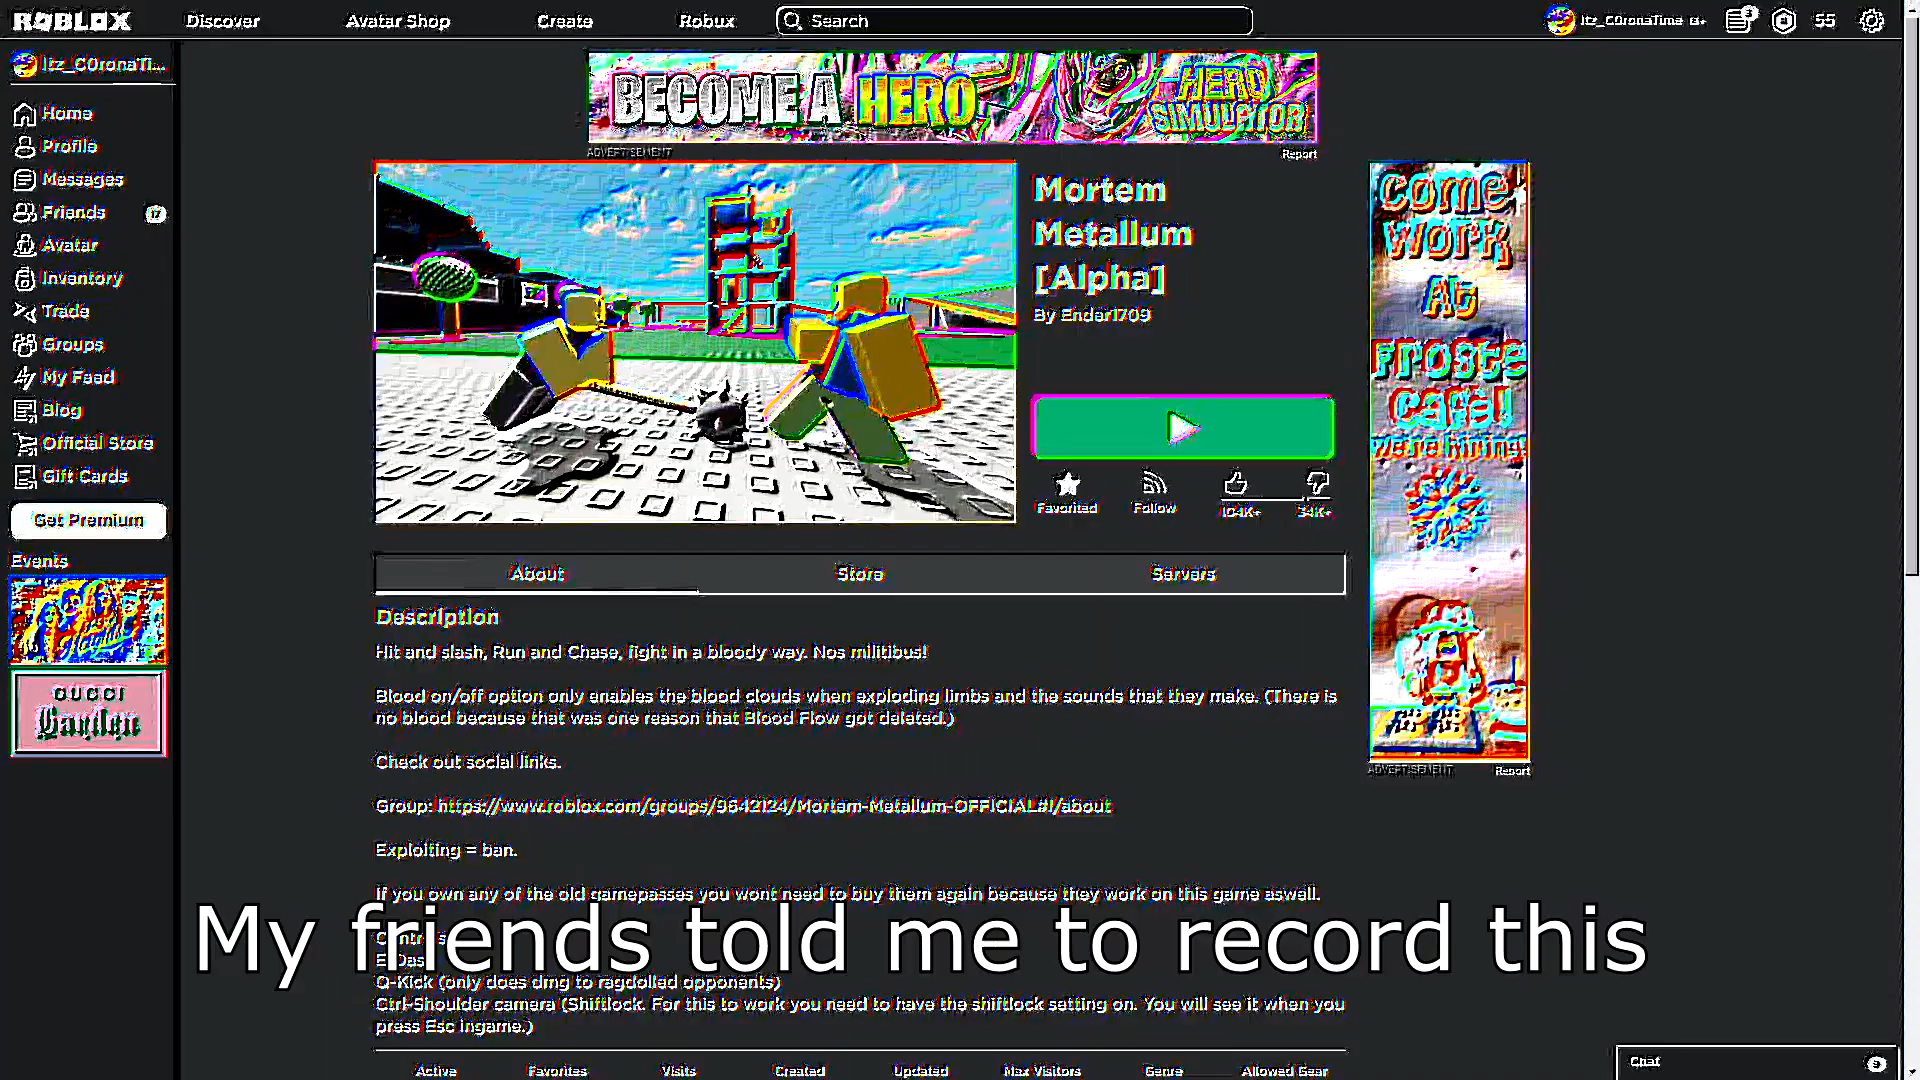 ROBLOX
Discover
Avatar Shop
Create
Robux
Search
Itz_C0ronaTime 13+
55
Itz_C0ronaTi...
Home
Profile
Messages
Friends
17
Avatar
Inventory
Trade
Groups
My Feed
Blog
Official Store
Gift Cards
Get Premium
Events
GUCCI
Garden
BECOME A HERO
HERO
SIMULATOR
ADVERTISEMENT
Report
Mortem
Metallum
[Alpha]
By Ender1709
Favorited
Follow
104K+
34K+
COME
WORK
At
FROSTE
CAFE
we're hiring!
ADVERTISEMENT
Report
About
Store
Servers
Description
Hit and slash, Run and Chase, fight in a bloody way. Nos militibus!
Blood on/off option only enables the blood clouds when exploding limbs and the sounds that they make. (There is
no blood because that was one reason that Blood Flow got deleted.)
Check out social links.
Group: https://www.roblox.com/groups/9642124/Mortem-Metallum-OFFICIAL#!/about
Exploiting = ban.
If you own any of the old gamepasses you wont need to buy them again because they work on this game aswell.
My friends told me to record this
Q-Kick (only does dmg to ragdolled opponents)
Ctrl-Shoulder camera (Shiftlock. For this to work you need to have the shiftlock setting on. You will see it when you
press Esc ingame.)
Active
Favorites
Visits
Created
Updated
Max Visitors
Genre
Allowed Gear
Chat